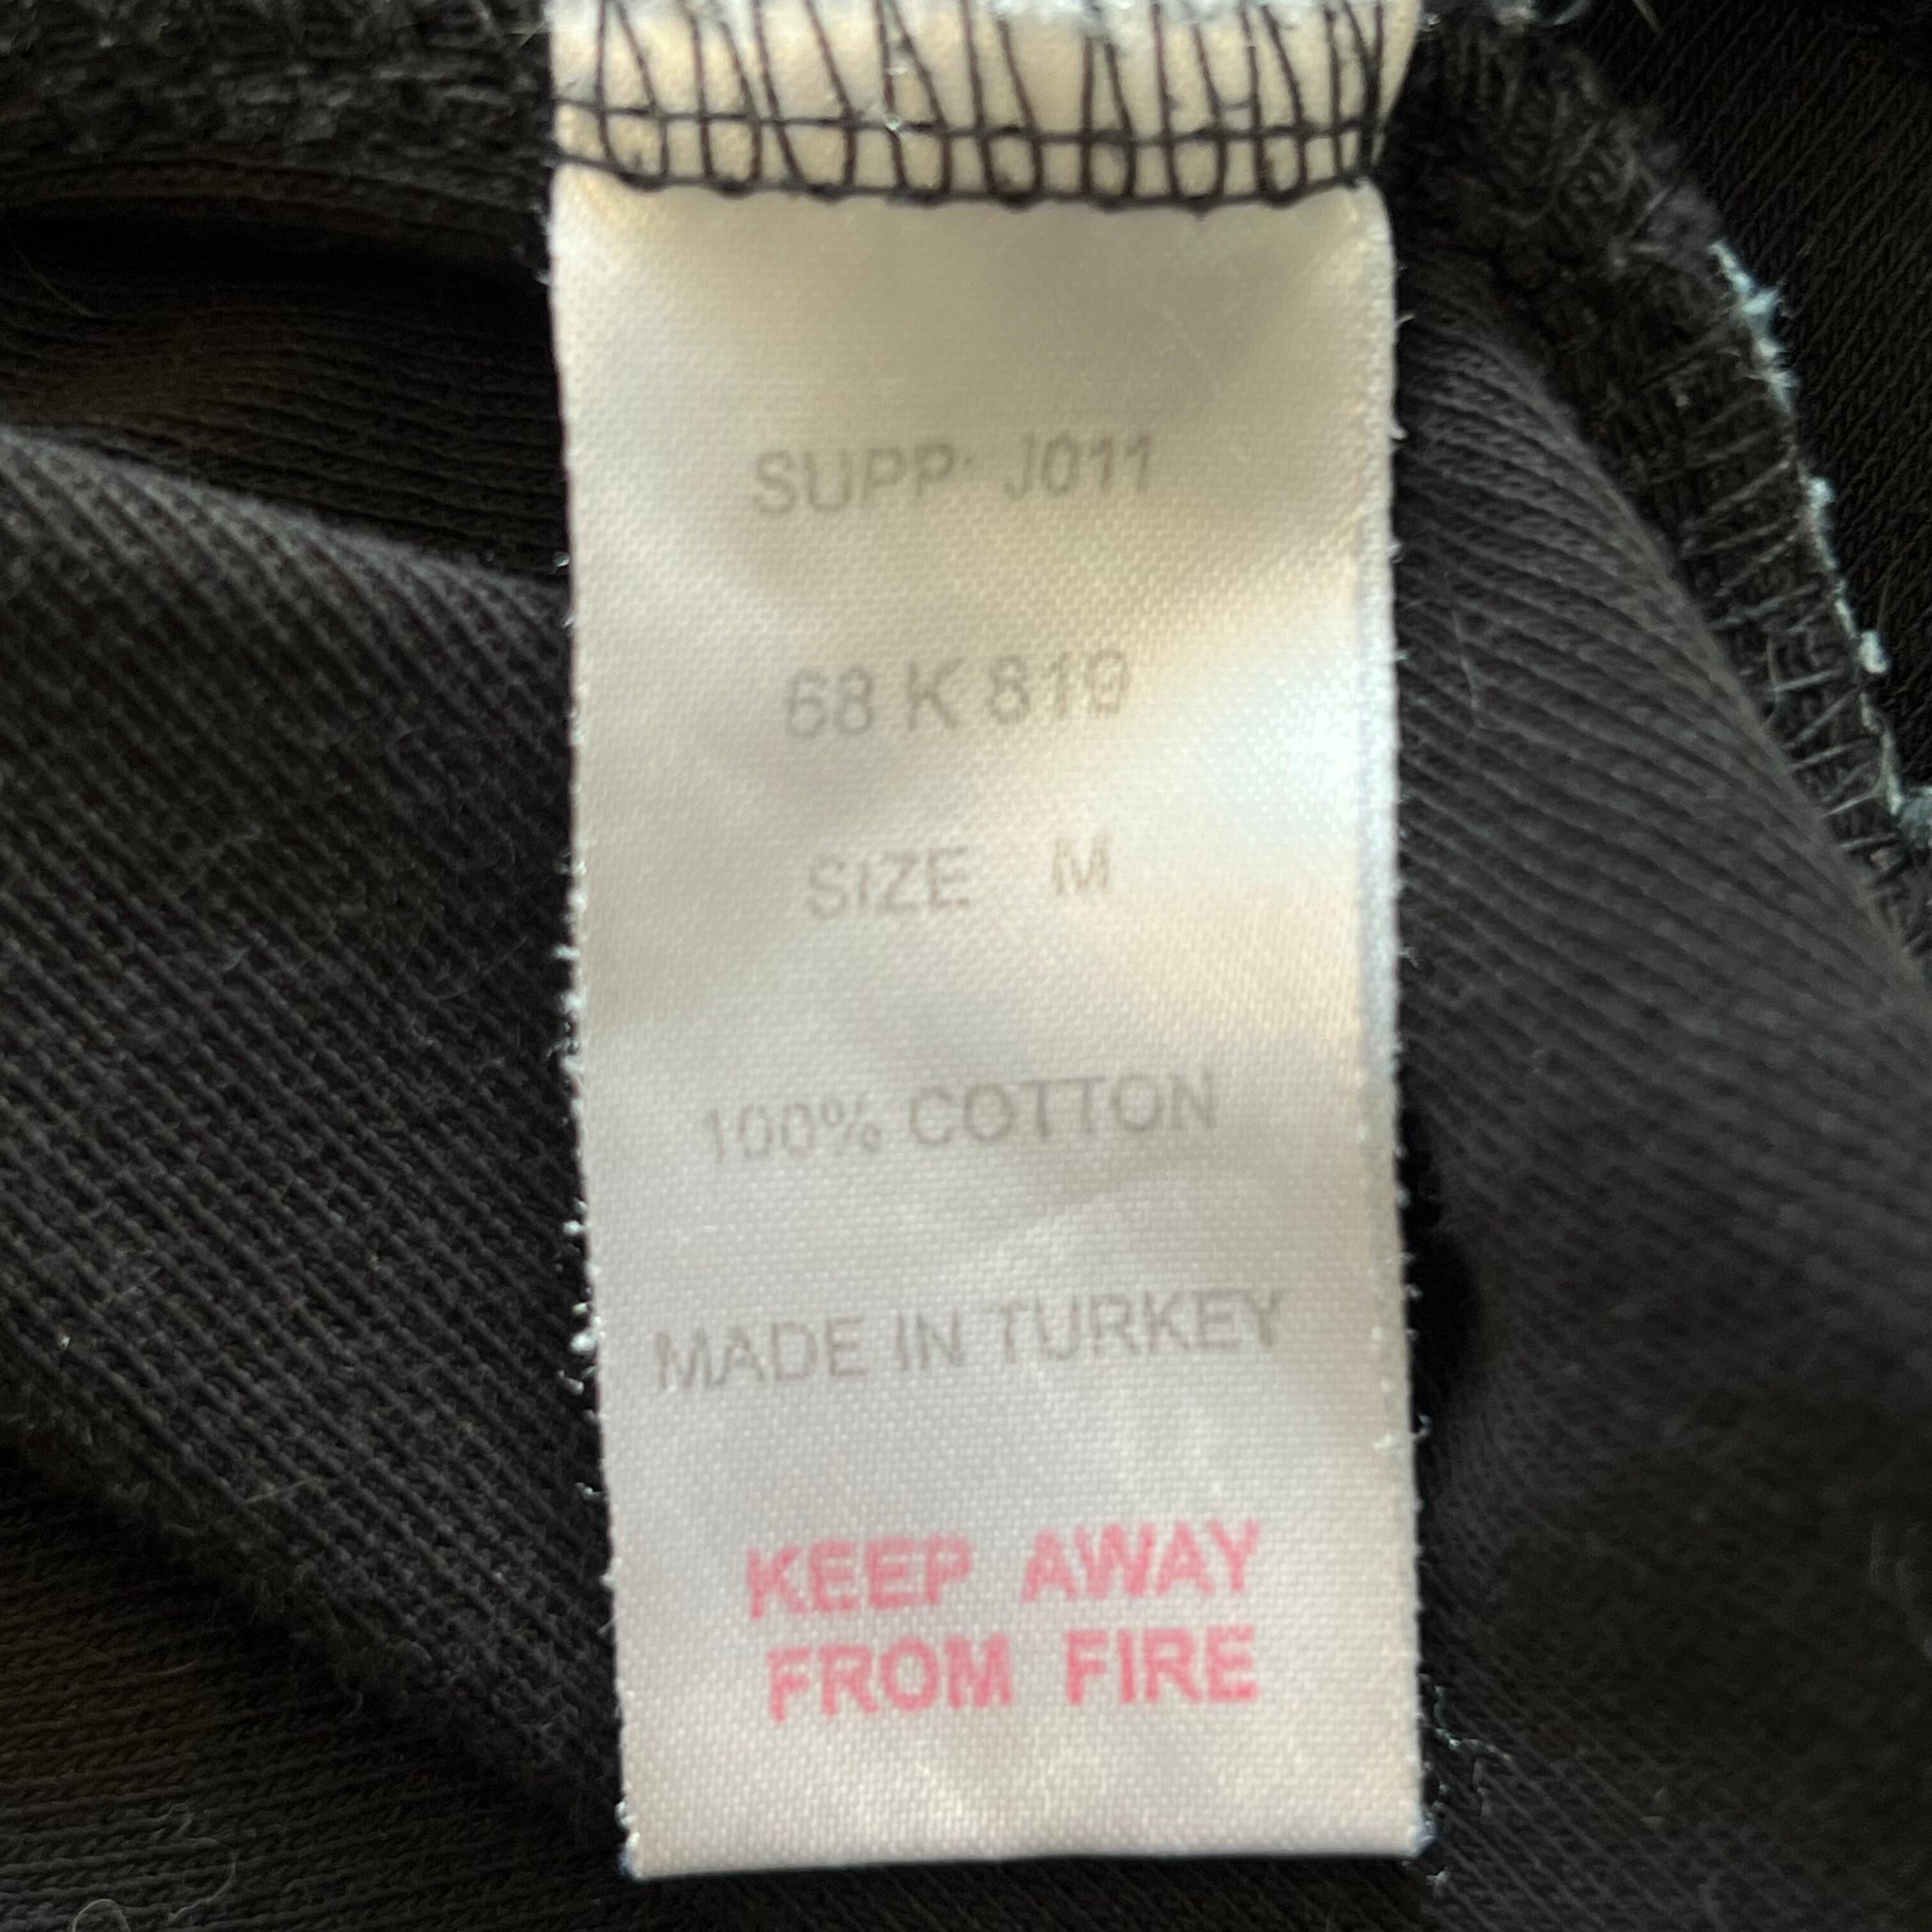 SUPP· J011
68 K 819
SIZE M
100% COTTON
MADE IN TURKEY
KEEP AWAY
FROM FIRE